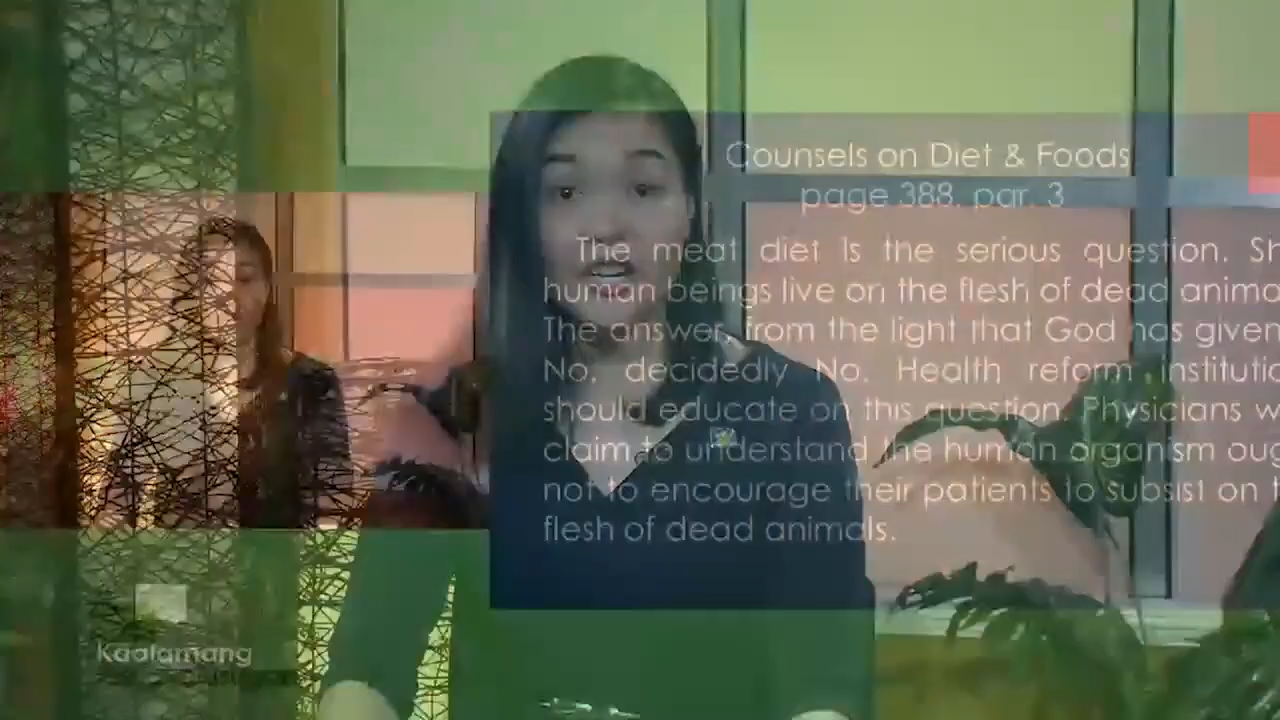 Counsels on Diet & Foods
page 388, par. 3
The meat diet is the serious question. Sh
human beings live on the flesh of dead anima
The answer, from the light that God has given
No, decidedly No. Health reform institutio
should educate on this question. Physicians w
claim to understand the human organism oug
not to encourage their patients to subsist on t
flesh of dead animals.
Kaalamang